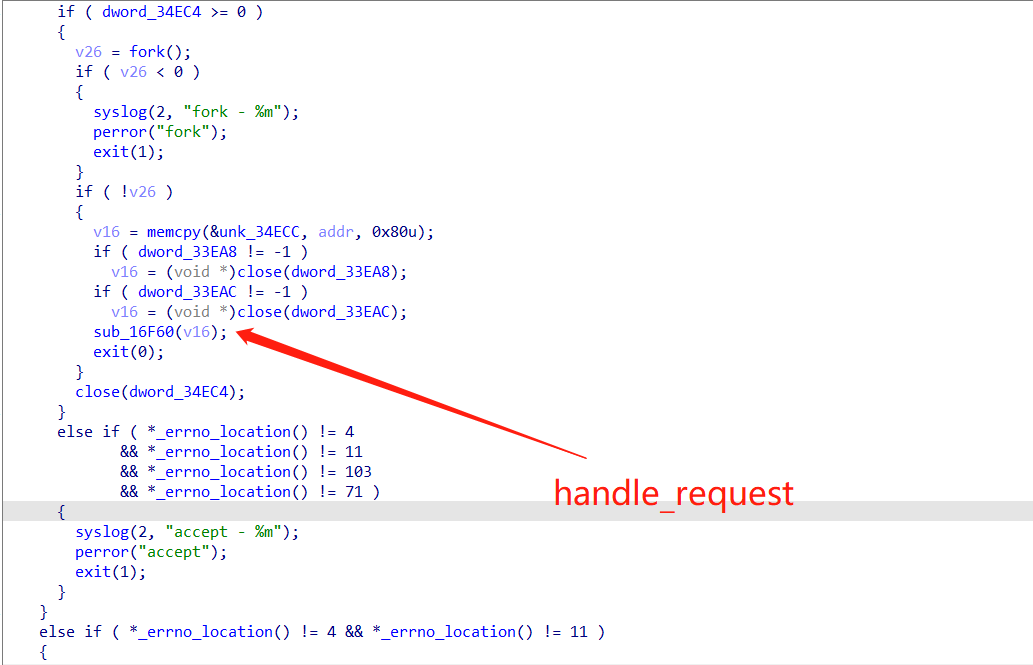 if ( dword_34EC4 >= 0 )
{
v26 = fork();
if ( v26 < 0 )
{
syslog(2, "fork - %m");
perror("fork");
exit(1);
}
if ( !v26 )
{
v16 = memcpy(&unk_34ECC, addr, 0x80u);
if ( dword_33EA8 != -1 )
v16 = (void *)close(dword_33EA8);
if ( dword_33EAC != -1 )
v16 = (void *)close(dword_33EAC);
sub_16F60(v16);
exit(0);
}
close(dword_34EC4);
}
else if ( *_errno_location() != 4
&& *_errno_location() != 11
&& *_errno_location() != 103
&& *_errno_location() != 71 )
handle_request
{
syslog(2, "accept - %m");
perror("accept");
exit(1);
}
}
else if ( *_errno_location() != 4 && *_errno_location() != 11 )
{